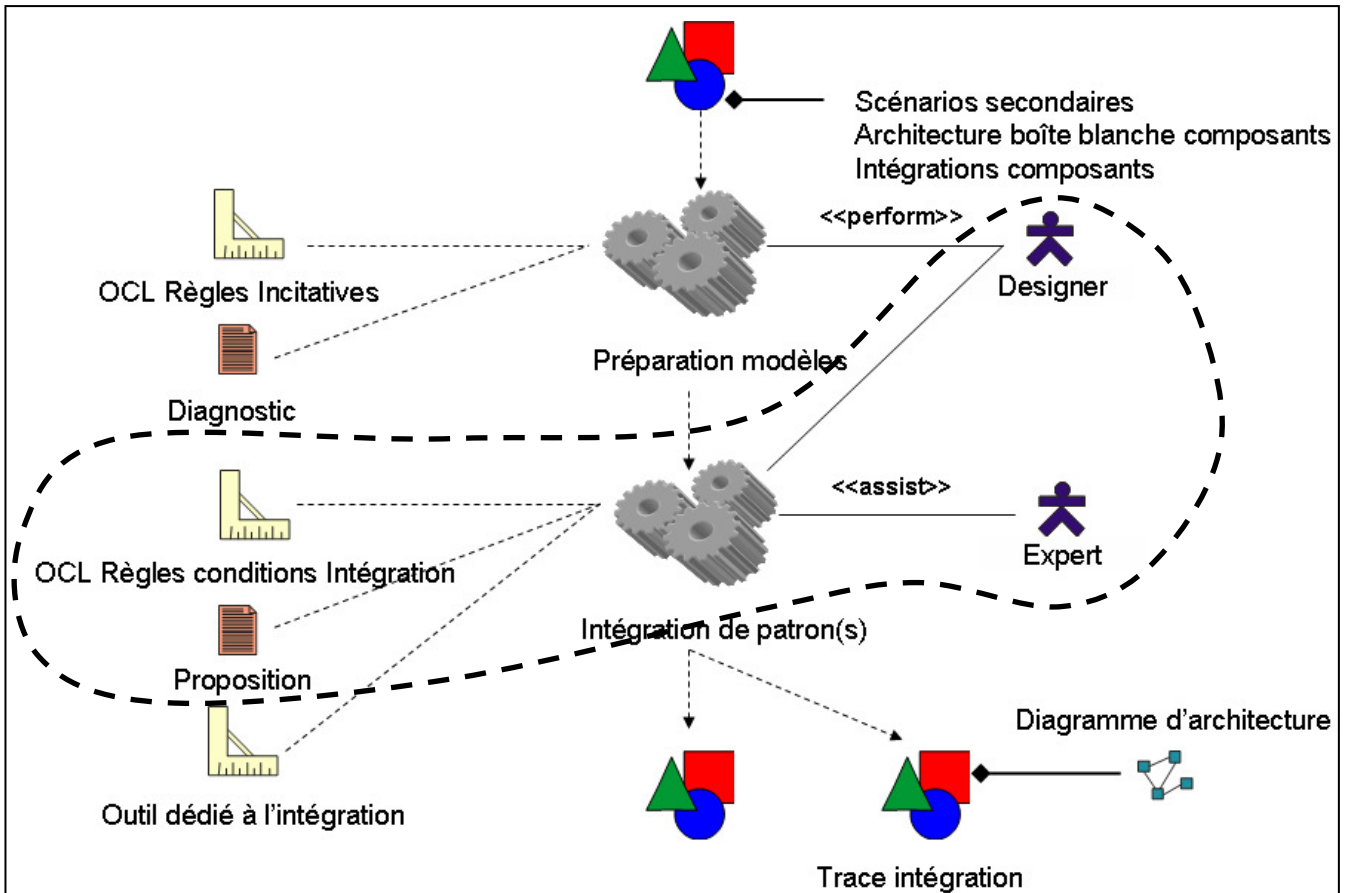 Scénarios secondaires
Architecture boîte blanche composants
Intégrations composants
<<perform>>
Designer
OCL Règles Incitatives
Préparation modèles
Diagnostic
<<assist>>
Expert
OCL Règles conditions Intégration
Intégration de patron(s)
Proposition
Diagramme d'architecture
Outil dédié à l'intégration
Trace intégration